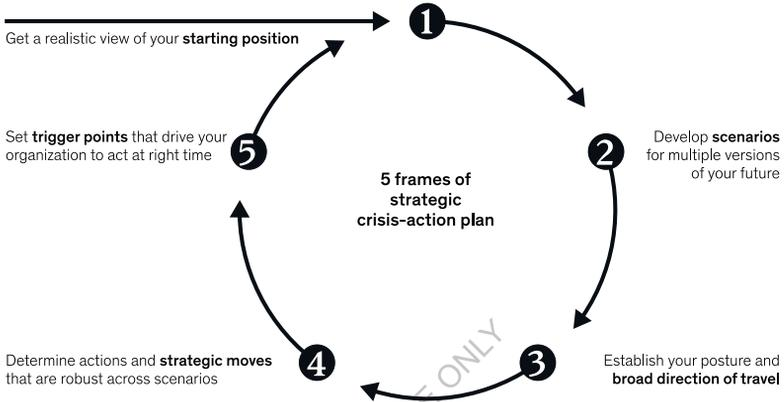 1
Get a realistic view of your starting position
Set trigger points that drive your
organization to act at right time
5
2
Develop scenarios
for multiple versions
of your future
5 frames of
strategic
crisis-action plan
Determine actions and strategic moves
that are robust across scenarios
4
3
Establish your posture and
broad direction of travel
ONLY